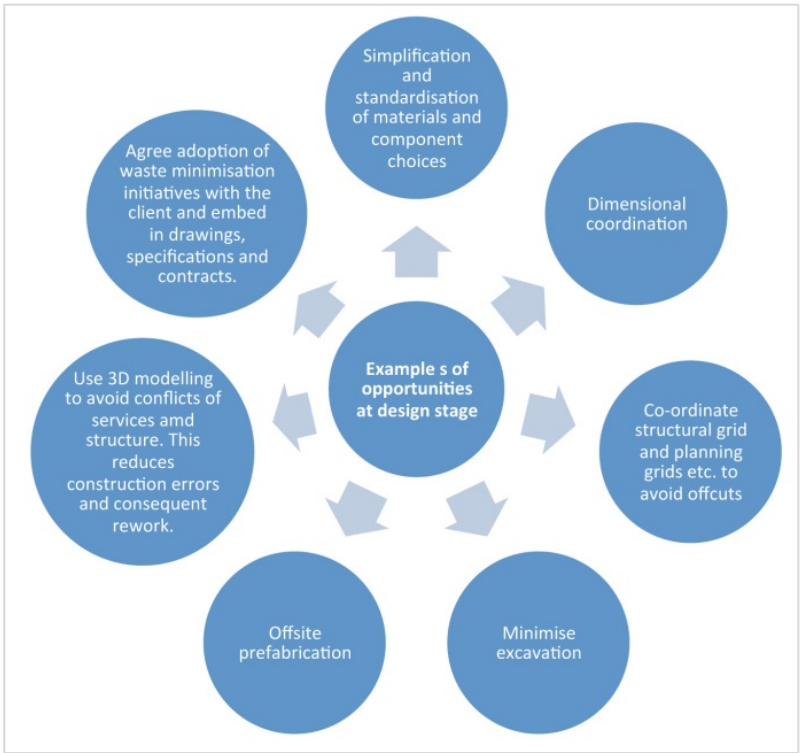 Simplification
and
standardisation
of materials and
component
choices
Dimensional
coordination
Co-ordinate
structural grid
and planning
grids etc. to
avoid offcuts
Minimise
excavation
Offsite
prefabrication
Use 3D modelling
to avoid conflicts of
services amd
structure. This
reduces
construction errors
and consequent
rework.
Agree adoption of
waste minimisation
initiatives with the
client and embed
in drawings,
specifications and
contracts.
Example s of
opportunities
at design stage